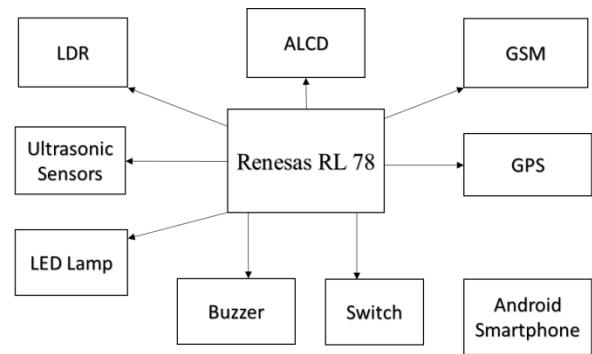 LDR
ALCD
GSM
Ultrasonic
Sensors
Renesas RL 78
GPS
LED Lamp
Buzzer
Switch
Android
Smartphone